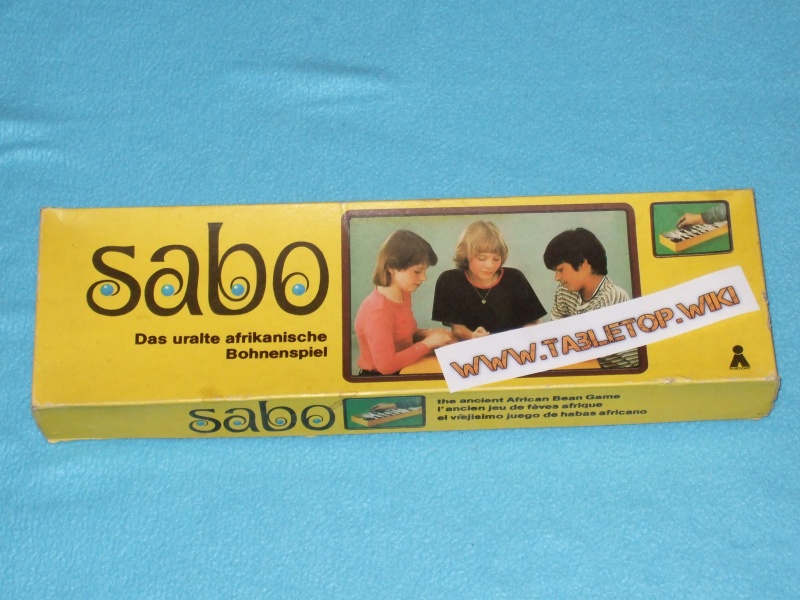 sabo
Das uralte afrikanische
Bohnenspiel
WWW.TABLETOP.WIKI
sabo
the ancient African Bean Game
l'ancien jeu de fèves afrique
el viejisimo juego de habas africano